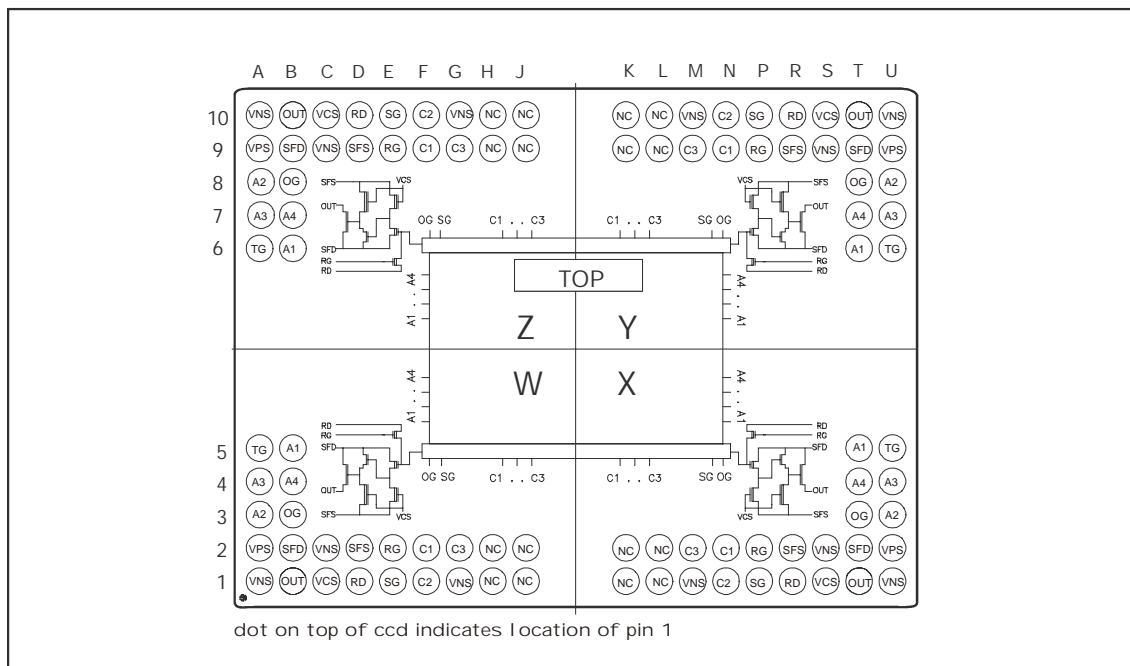 A B C D E F G H J K L M N P R S T U
10 VNS OUT VCS RD SG C2 VNS NC NC NC NC VNS C2 SG RD VCS OUT VNS
9 VPS SFD VNS SFS RG C1 C3 NC NC NC NC C3 C1 RG SFS VNS SFD VPS
8 A2 OG SFS VCS VCS SFS OG A2
7 A3 A4 OUT OUT A4 A3
OG SG C1 . . C3 C1 . . C3 SG OG
6 TG A1 SFD SFD A1 TG
RG RG
RD RD
A4 . . A1 TOP A4 . . A1
Z Y
W X
A4 . . A1 A4 . . A1
RD RD
RG RG
5 TG A1 SFD SFD A1 TG
OG SG C1 . . C3 C1 . . C3 SG OG
4 A3 A4 OUT OUT A4 A3
3 A2 OG SFS VCS VCS SFS OG A2
2 VPS SFD VNS SFS RG C1 C3 NC NC NC NC C3 C1 RG SFS VNS SFD VPS
1 VNS OUT VCS RD SG C2 VNS NC NC NC NC VNS C2 SG RD VCS OUT VNS
dot on top of ccd indicates location of pin 1